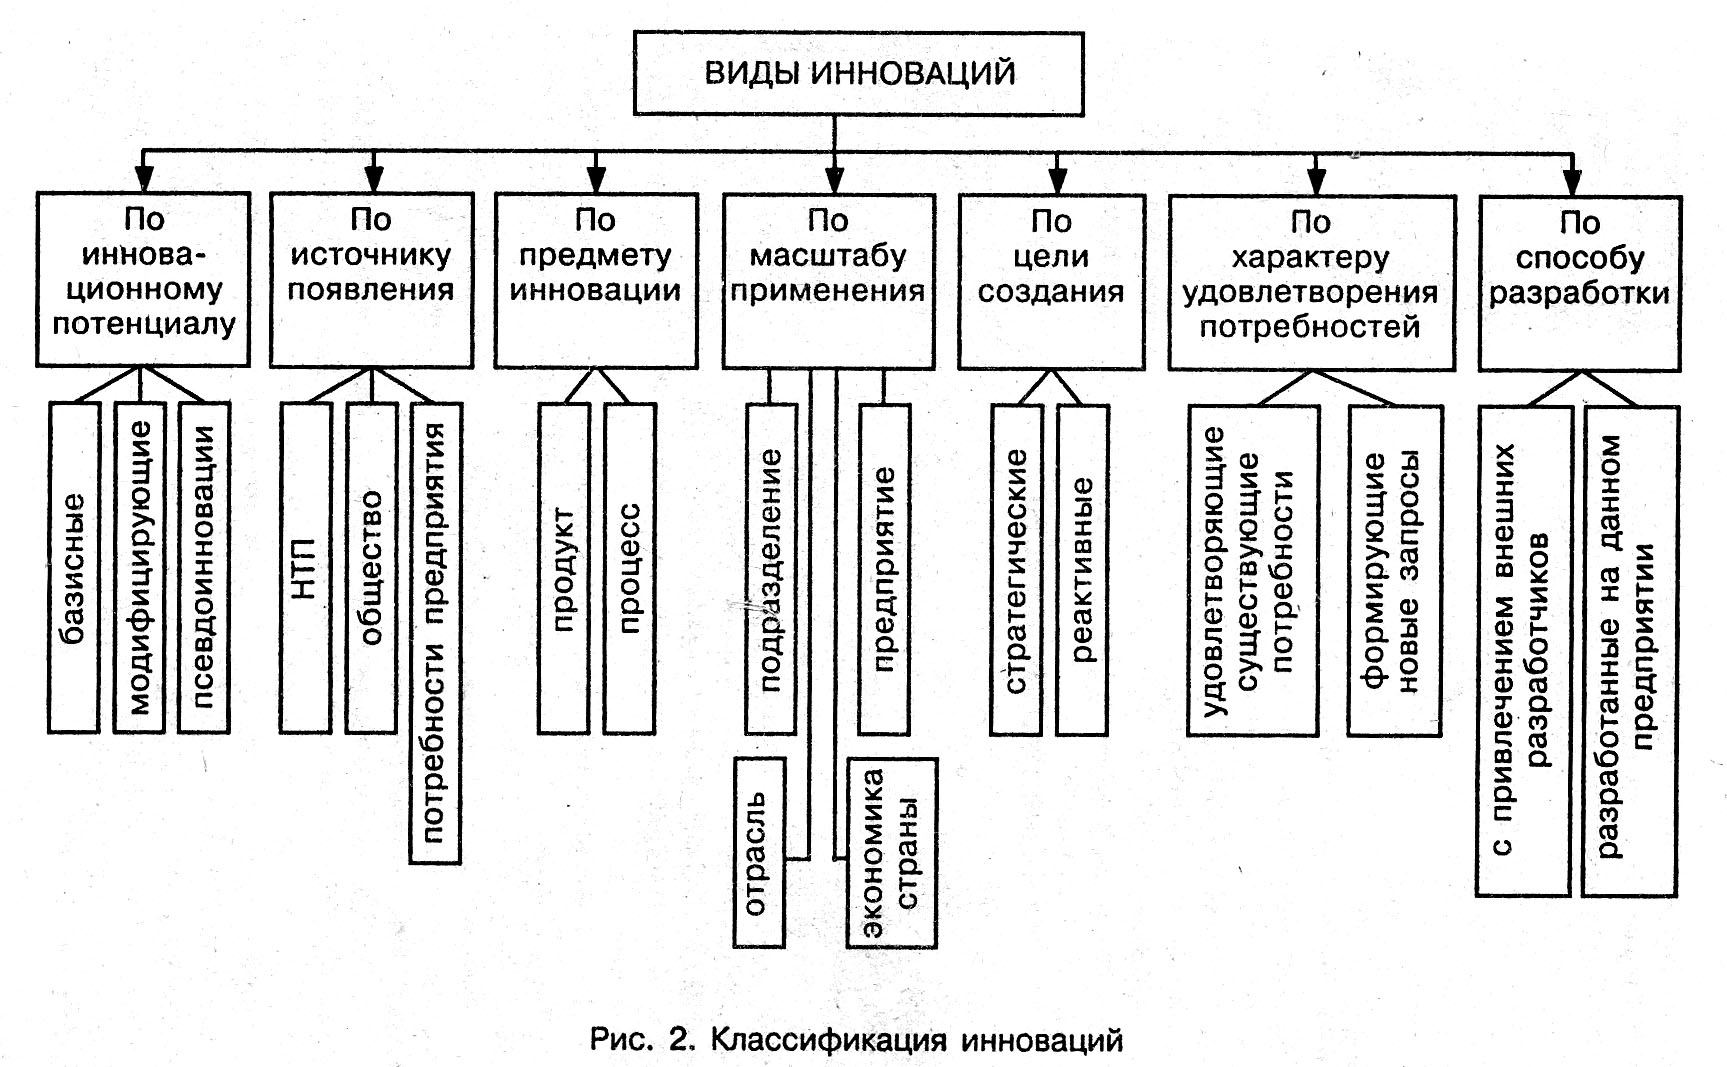 ВИДЫ ИННОВАЦИЙ
По
иннова-
ционному
потенциалу
По
источнику
появления
По
предмету
инновации
По
масштабу
применения
По
цели
создания
По
характеру
удовлетворения
потребностей
По
способу
разработки
базисные
модифицирующие
псевдоинновации
НТП
общество
потребности предприятия
продукт
процесс
подразделение
предприятие
отрасль
экономика
страны
стратегические
реактивные
удовлетворяющие
существующие
потребности
формирующие
новые запросы
с привлечением внешних
разработчиков
разработанные на данном
предприятии
Рис. 2. Классификация инноваций